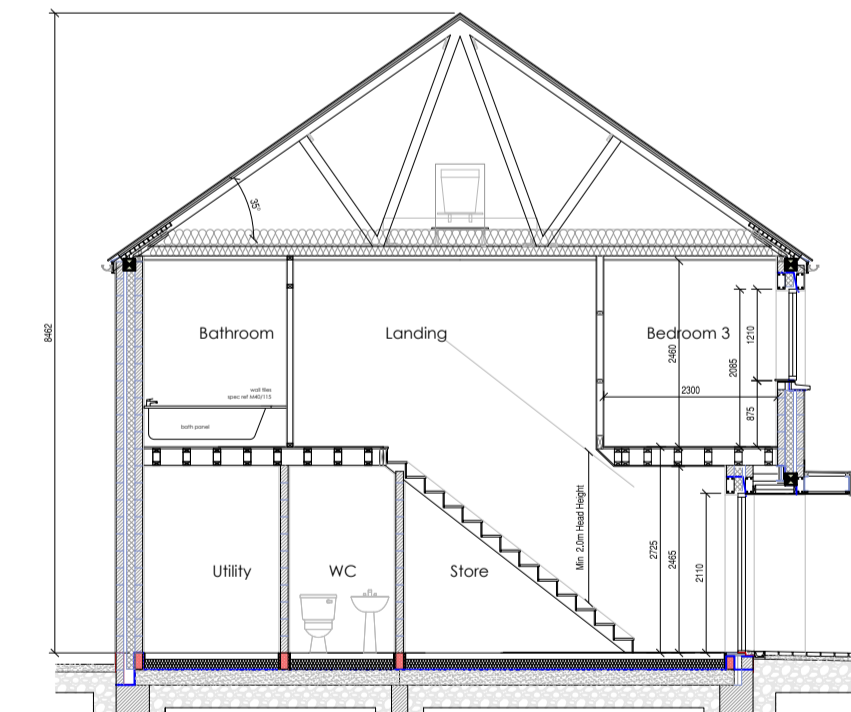 35°
8462
Bathroom
Landing
Bedroom 3
2460
2085
1210
2300
875
wall tiles
spec ref M40/115
bath panel
Min 2.0m Head Height
2725
2465
2110
Utility
WC
Store